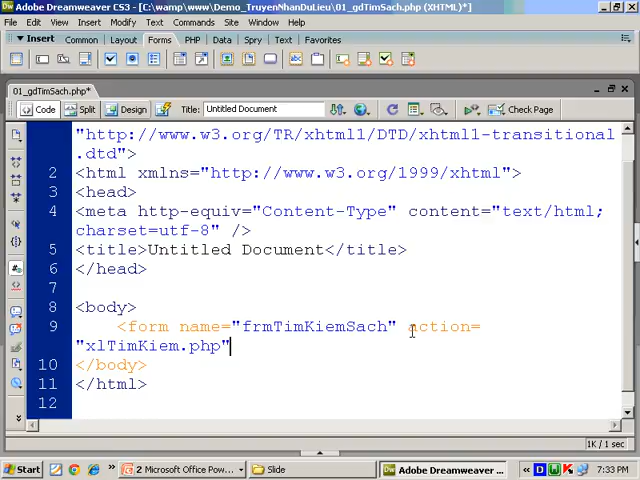 Adobe Dreamweaver CS3 - [C:\wamp\www\Demo_TruyenNhanDuLieu\01_gdTimSach.php (XHTML)*]
File Edit View Insert Modify Text Commands Site Window Help
Insert Common Layout Forms PHP Data Spry Text Favorites
01_gdTimSach.php*
Code Split Design Title: Untitled Document Check Page
"http://www.w3.org/TR/xhtml1/DTD/xhtml1-transitional
.dtd">
2 <html xmlns="http://www.w3.org/1999/xhtml">
3 <head>
4 <meta http-equiv="Content-Type" content="text/html;
charset=utf-8" />
5 <title>Untitled Document</title>
6 </head>
7
8 <body>
9 <form name="frmTimKiemSach" action=
"xlTimKiem.php"
10 </body>
11 </html>
12
1K / 1 sec
Start 2 Microsoft Office Pow... Slide Adobe Dreamweaver ... 7:33 PM